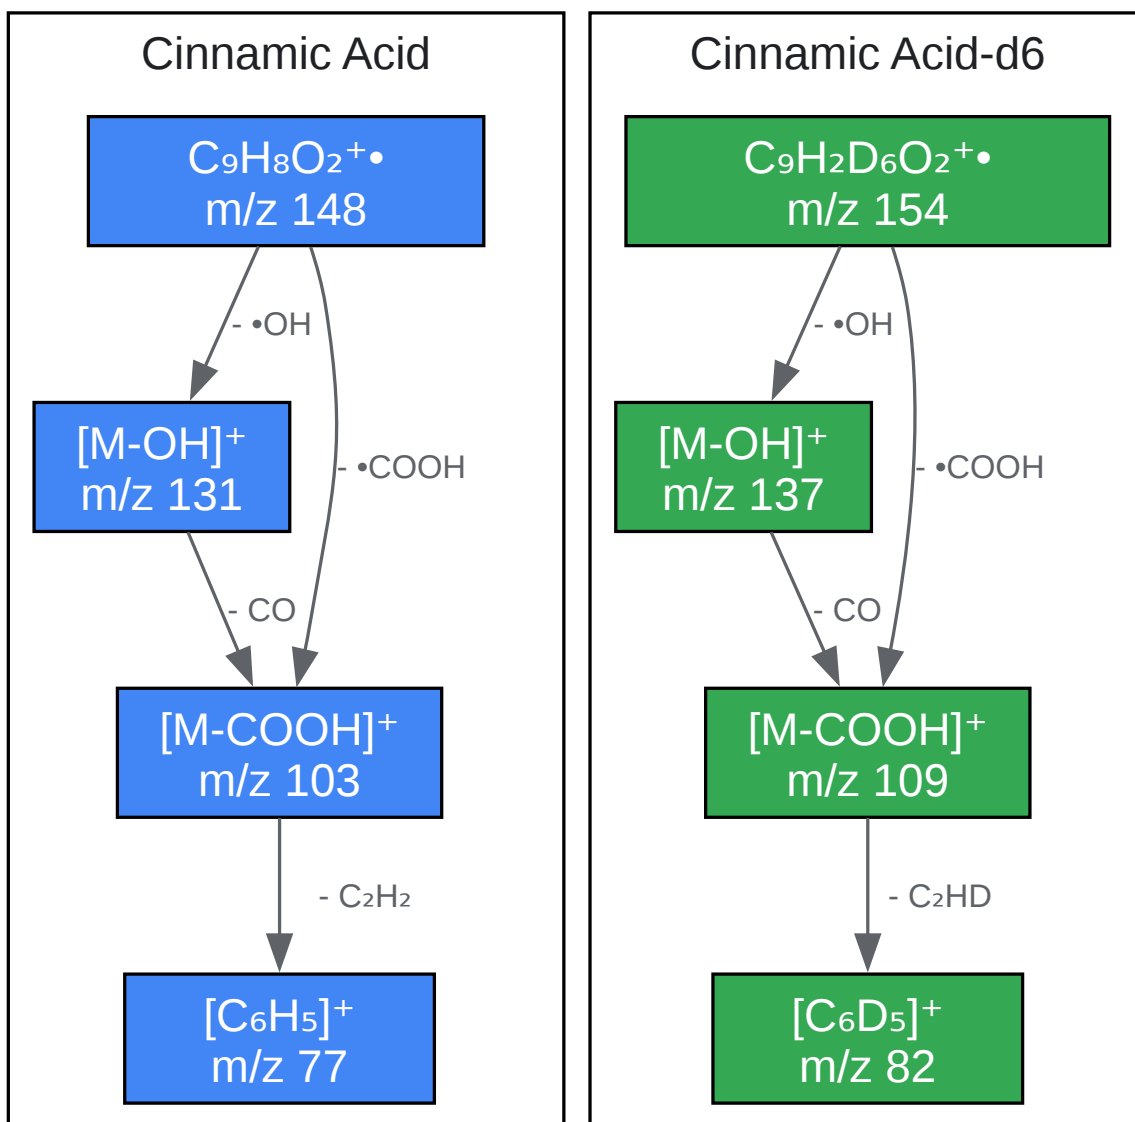 Cinnamic Acid
C₉H₈O₂⁺•
m/z 148
- •OH
[M-OH]⁺
m/z 131
- •COOH
- CO
[M-COOH]⁺
m/z 103
- C₂H₂
[C₆H₅]⁺
m/z 77
Cinnamic Acid-d6
C₉H₂D₆O₂⁺•
m/z 154
- •OH
[M-OH]⁺
m/z 137
- •COOH
- CO
[M-COOH]⁺
m/z 109
- C₂HD
[C₆D₅]⁺
m/z 82